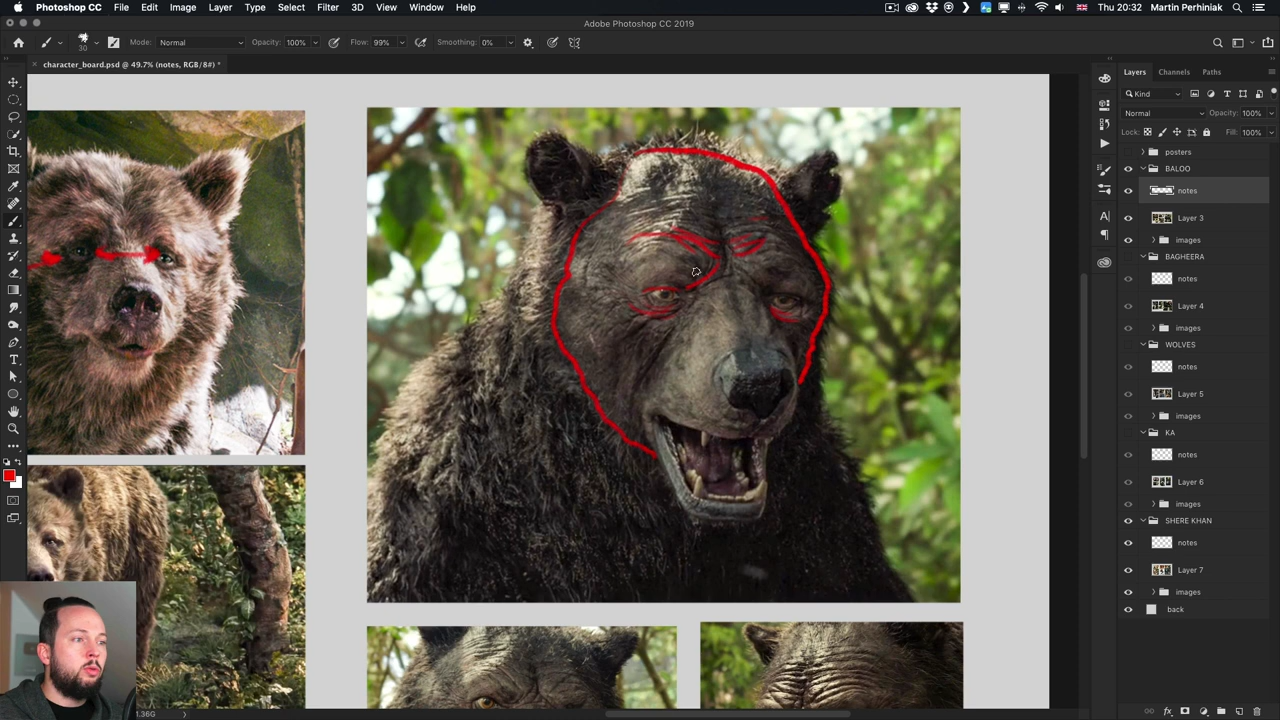 Photoshop CC File Edit Image Layer Type Select Filter 3D View Window Help
Thu 20:32 Martin Perhiniak
Adobe Photoshop CC 2019
30 Mode: Normal Opacity: 100% Flow: 99% Smoothing: 0%
character_board.psd @ 49.7% (notes, RGB/8#) *
Layers Channels Paths
Kind
Normal Opacity: 100%
Lock: Fill: 100%
posters
BALOO
notes
Layer 3
images
BAGHEERA
notes
Layer 4
images
WOLVES
notes
Layer 5
images
KA
notes
Layer 6
images
SHERE KHAN
notes
Layer 7
images
back
1.36G